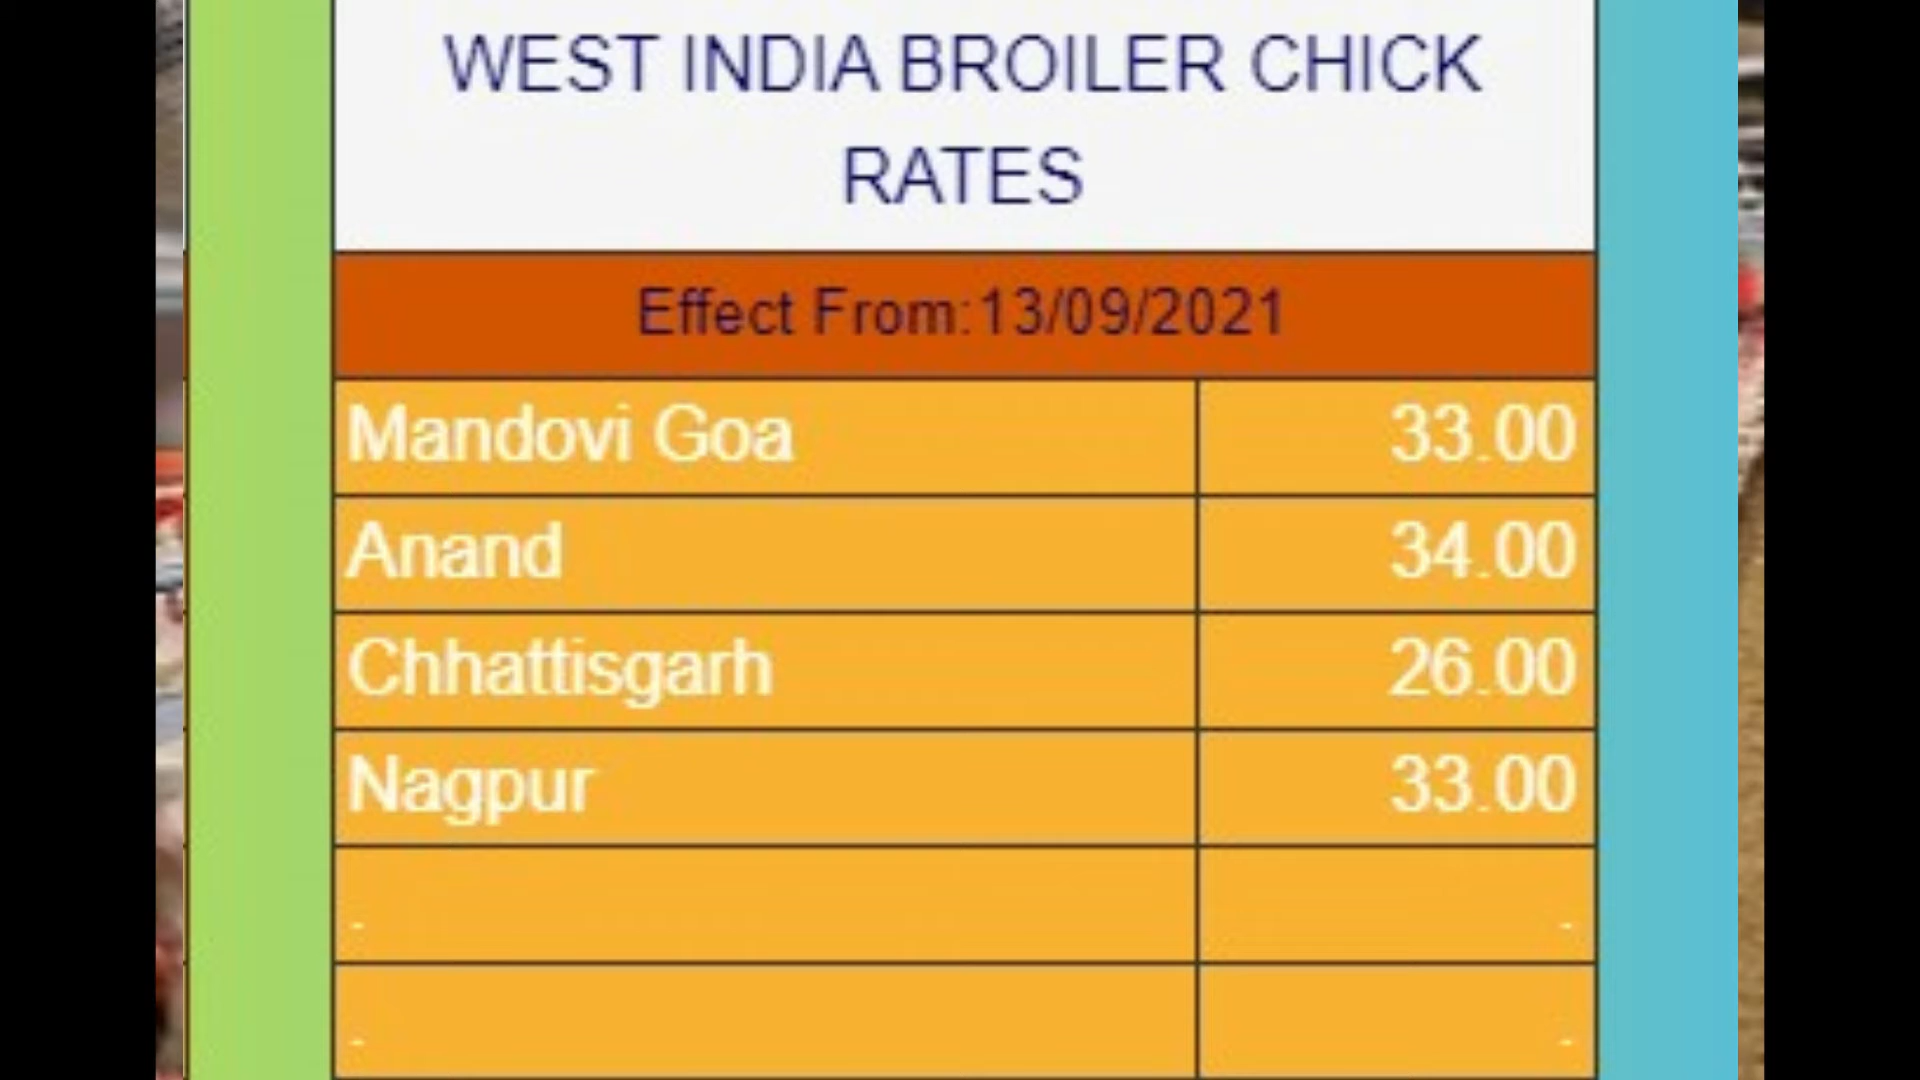 WEST INDIA BROILER CHICK
RATES
Effect From:13/09/2021
Mandovi Goa 33.00
Anand 34.00
Chhattisgarh 26.00
Nagpur 33.00
- -
- -